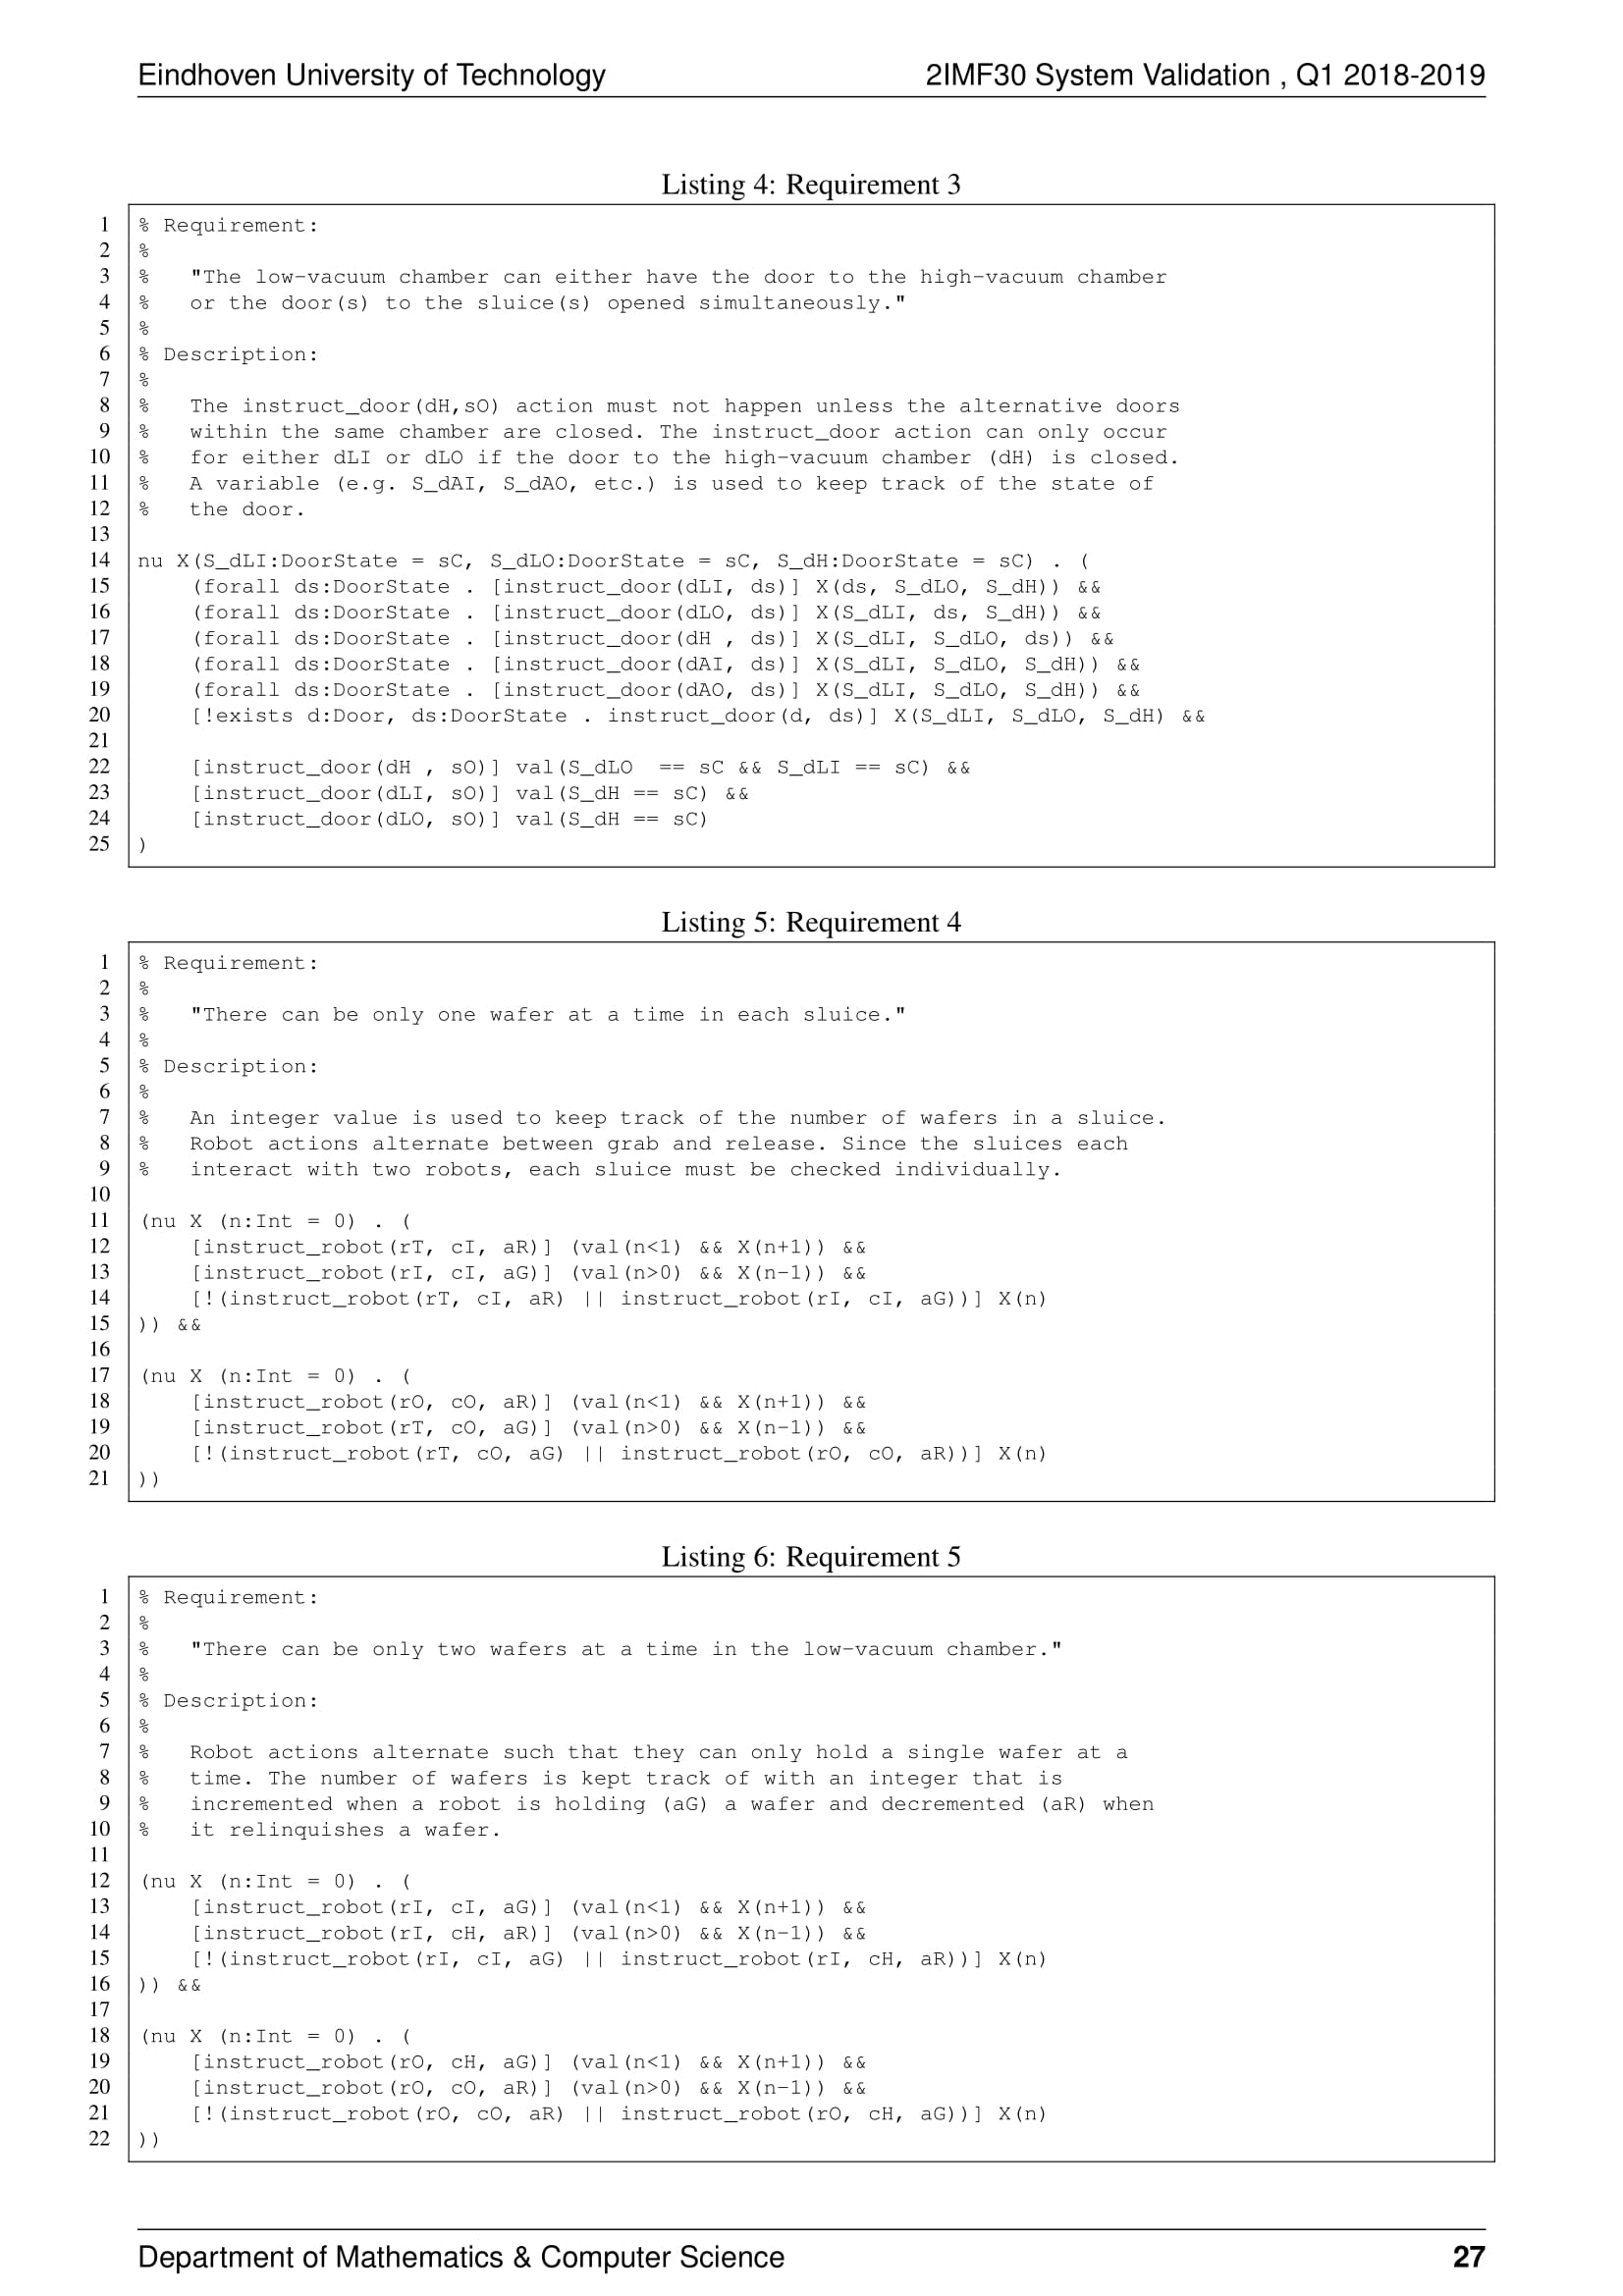 Eindhoven University of Technology 2IMF30 System Validation , Q1 2018-2019
Listing 4: Requirement 3
1 % Requirement:
2 %
3 %   "The low-vacuum chamber can either have the door to the high-vacuum chamber
4 %   or the door(s) to the sluice(s) opened simultaneously."
5 %
6 % Description:
7 %
8 %   The instruct_door(dH,sO) action must not happen unless the alternative doors
9 %   within the same chamber are closed. The instruct_door action can only occur
10 %   for either dLI or dLO if the door to the high-vacuum chamber (dH) is closed.
11 %   A variable (e.g. S_dAI, S_dAO, etc.) is used to keep track of the state of
12 %   the door.
13
14 nu X(S_dLI:DoorState = sC, S_dLO:DoorState = sC, S_dH:DoorState = sC) . (
15     (forall ds:DoorState . [instruct_door(dLI, ds)] X(ds, S_dLO, S_dH)) &&
16     (forall ds:DoorState . [instruct_door(dLO, ds)] X(S_dLI, ds, S_dH)) &&
17     (forall ds:DoorState . [instruct_door(dH , ds)] X(S_dLI, S_dLO, ds)) &&
18     (forall ds:DoorState . [instruct_door(dAI, ds)] X(S_dLI, S_dLO, S_dH)) &&
19     (forall ds:DoorState . [instruct_door(dAO, ds)] X(S_dLI, S_dLO, S_dH)) &&
20     [!exists d:Door, ds:DoorState . instruct_door(d, ds)] X(S_dLI, S_dLO, S_dH) &&
21
22     [instruct_door(dH , sO)] val(S_dLO  == sC && S_dLI == sC) &&
23     [instruct_door(dLI, sO)] val(S_dH == sC) &&
24     [instruct_door(dLO, sO)] val(S_dH == sC)
25 )
Listing 5: Requirement 4
1 % Requirement:
2 %
3 %   "There can be only one wafer at a time in each sluice."
4 %
5 % Description:
6 %
7 %   An integer value is used to keep track of the number of wafers in a sluice.
8 %   Robot actions alternate between grab and release. Since the sluices each
9 %   interact with two robots, each sluice must be checked individually.
10
11 (nu X (n:Int = 0) . (
12     [instruct_robot(rT, cI, aR)] (val(n<1) && X(n+1)) &&
13     [instruct_robot(rI, cI, aG)] (val(n>0) && X(n-1)) &&
14     [!(instruct_robot(rT, cI, aR) || instruct_robot(rI, cI, aG))] X(n)
15 )) &&
16
17 (nu X (n:Int = 0) . (
18     [instruct_robot(rO, cO, aR)] (val(n<1) && X(n+1)) &&
19     [instruct_robot(rT, cO, aG)] (val(n>0) && X(n-1)) &&
20     [!(instruct_robot(rT, cO, aG) || instruct_robot(rO, cO, aR))] X(n)
21 ))
Listing 6: Requirement 5
1 % Requirement:
2 %
3 %   "There can be only two wafers at a time in the low-vacuum chamber."
4 %
5 % Description:
6 %
7 %   Robot actions alternate such that they can only hold a single wafer at a
8 %   time. The number of wafers is kept track of with an integer that is
9 %   incremented when a robot is holding (aG) a wafer and decremented (aR) when
10 %   it relinquishes a wafer.
11
12 (nu X (n:Int = 0) . (
13     [instruct_robot(rI, cI, aG)] (val(n<1) && X(n+1)) &&
14     [instruct_robot(rI, cH, aR)] (val(n>0) && X(n-1)) &&
15     [!(instruct_robot(rI, cI, aG) || instruct_robot(rI, cH, aR))] X(n)
16 )) &&
17
18 (nu X (n:Int = 0) . (
19     [instruct_robot(rO, cH, aG)] (val(n<1) && X(n+1)) &&
20     [instruct_robot(rO, cO, aR)] (val(n>0) && X(n-1)) &&
21     [!(instruct_robot(rO, cO, aR) || instruct_robot(rO, cH, aG))] X(n)
22 ))
Department of Mathematics & Computer Science 27